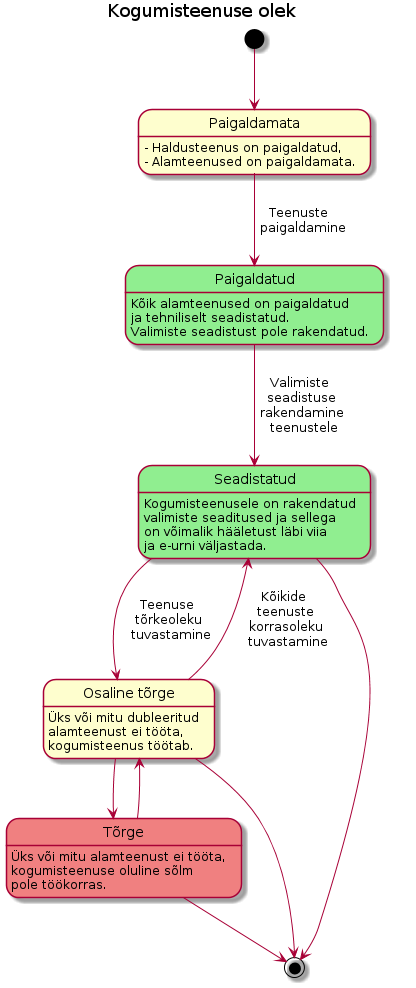 Kogumisteenuse olek
Paigaldamata
- Haldusteenus on paigaldatud,
- Alamteenused on paigaldamata.
Teenuste
paigaldamine
Paigaldatud
Kõik alamteenused on paigaldatud
ja tehniliselt seadistatud.
Valimiste seadistust pole rakendatud.
Valimiste
seadistuse
rakendamine
teenustele
Seadistatud
Kogumisteenusele on rakendatud
valimiste seaditused ja sellega
on võimalik hääletust läbi viia
ja e-urni väljastada.
Teenuse
tõrkeoleku
tuvastamine
Kõikide
teenuste
korrasoleku
tuvastamine
Osaline tõrge
Üks või mitu dubleeritud
alamteenust ei tööta,
kogumisteenus töötab.
Tõrge
Üks või mitu alamteenust ei tööta,
kogumisteenuse oluline sõlm
pole töökorras.